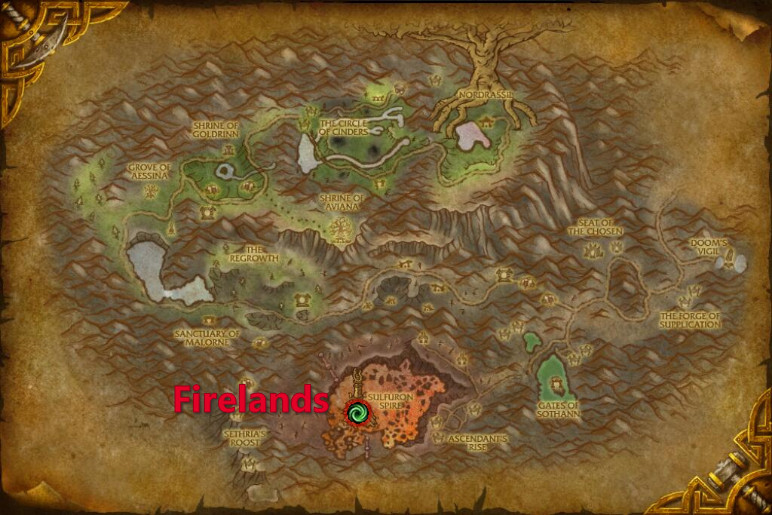 NORDRASSIL
SHRINE OF
GOLDRINN
THE CIRCLE
OF CINDERS
GROVE OF
AESSINA
SHRINE OF
AVIANA
SEAT OF
THE CHOSEN
DOOM'S
VIGIL
THE
REGROWTH
THE FORGE OF
SUPPLICATION
SANCTUARY OF
MALORNE
Firelands
SULFURON
SPIRE
GATES OF
SOTHANN
SETHRIA'S
ROOST
ASCENDANT'S
RISE